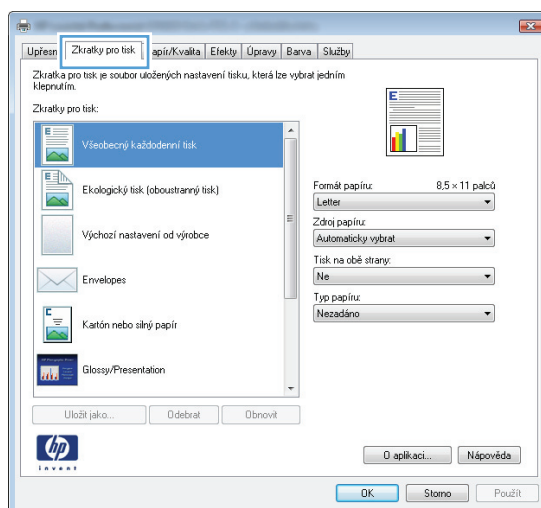 Upřesn
Zkratky pro tisk
apír/Kvalita
Efekty
Úpravy
Barva
Služby
Zkratka pro tisk je soubor uložených nastavení tisku, která lze vybrat jedním
klepnutím.
Zkratky pro tisk:
E
Všeobecný každodenní tisk
E
Ekologický tisk (oboustranný tisk)
Výchozí nastavení od výrobce
Envelopes
Kartón nebo silný papír
Glossy/Presentation
Uložit jako...
Odebrat
Obnovit
E
Formát papíru:
8,5 × 11 palců
Letter
Zdroj papíru:
Automaticky vybrat
Tisk na obě strany:
Ne
Typ papíru:
Nezadáno
hp
invent
O aplikaci...
Nápověda
OK
Storno
Použít